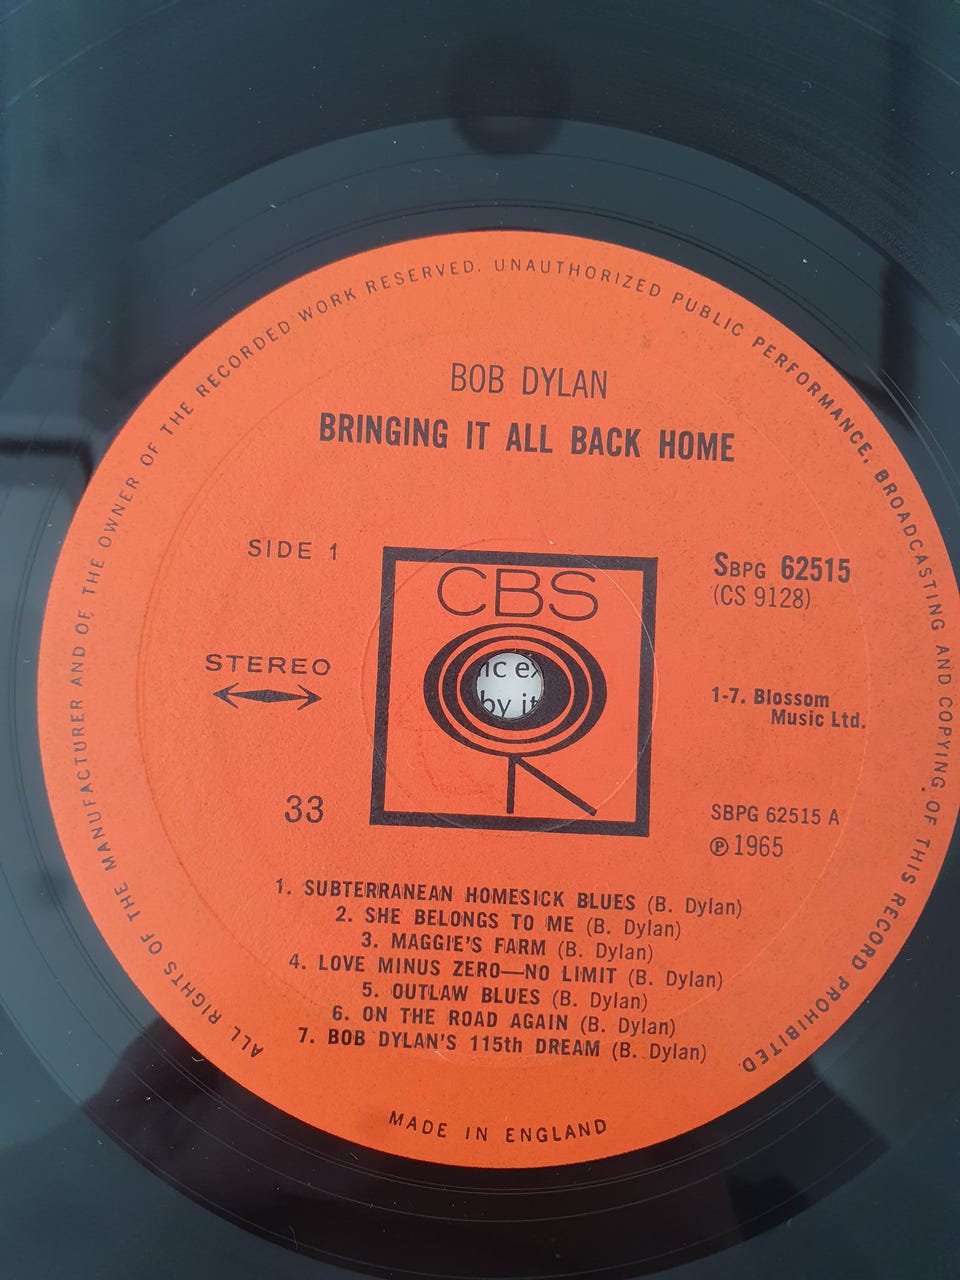 ALL RIGHTS OF THE MANUFACTURER AND OF THE OWNER OF THE RECORDED WORK RESERVED. UNAUTHORIZED PUBLIC PERFORMANCE, BROADCASTING AND COPYING OF THIS RECORD PROHIBITED
BOB DYLAN
BRINGING IT ALL BACK HOME
SIDE 1
CBS
SBPG 62515
(CS 9128)
STEREO
ic ex
by it
1-7. Blossom
Music Ltd.
33
SBPG 62515 A
℗ 1965
1. SUBTERRANEAN HOMESICK BLUES (B. Dylan)
2. SHE BELONGS TO ME (B. Dylan)
3. MAGGIE'S FARM (B. Dylan)
4. LOVE MINUS ZERO—NO LIMIT (B. Dylan)
5. OUTLAW BLUES (B. Dylan)
6. ON THE ROAD AGAIN (B. Dylan)
7. BOB DYLAN'S 115th DREAM (B. Dylan)
MADE IN ENGLAND